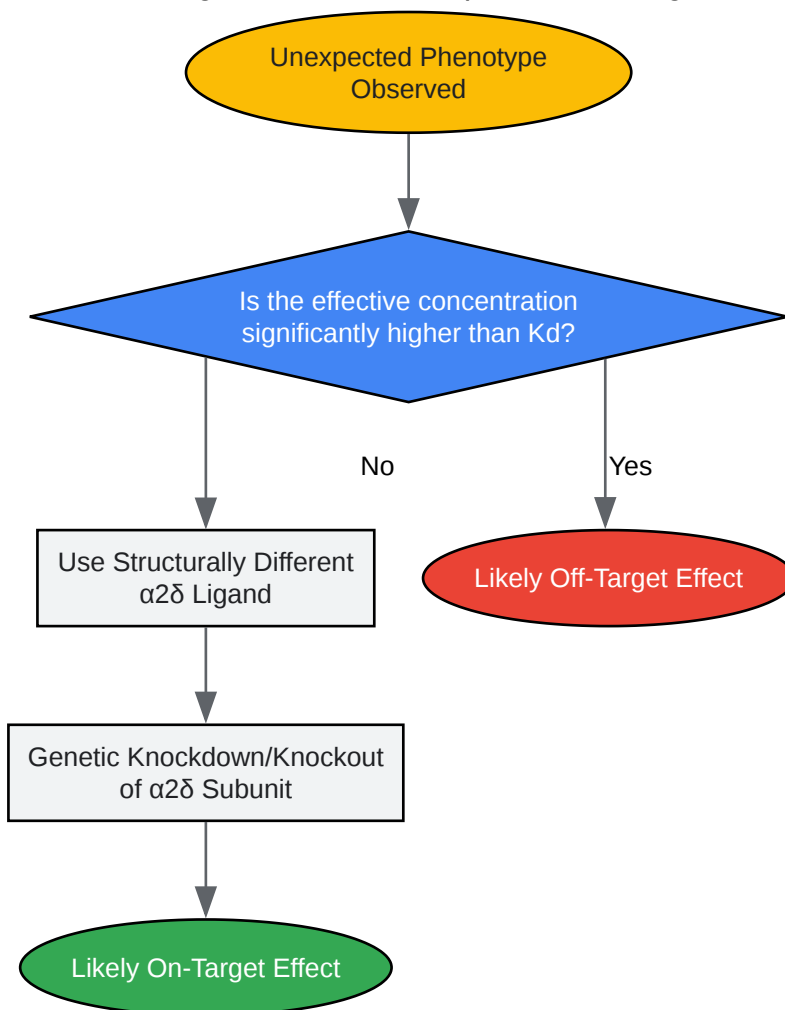 Unexpected Phenotype
Observed
Is the effective concentration
significantly higher than Kd?
No
Yes
Use Structurally Different
α2δ Ligand
Likely Off-Target Effect
Genetic Knockdown/Knockout
of α2δ Subunit
Likely On-Target Effect